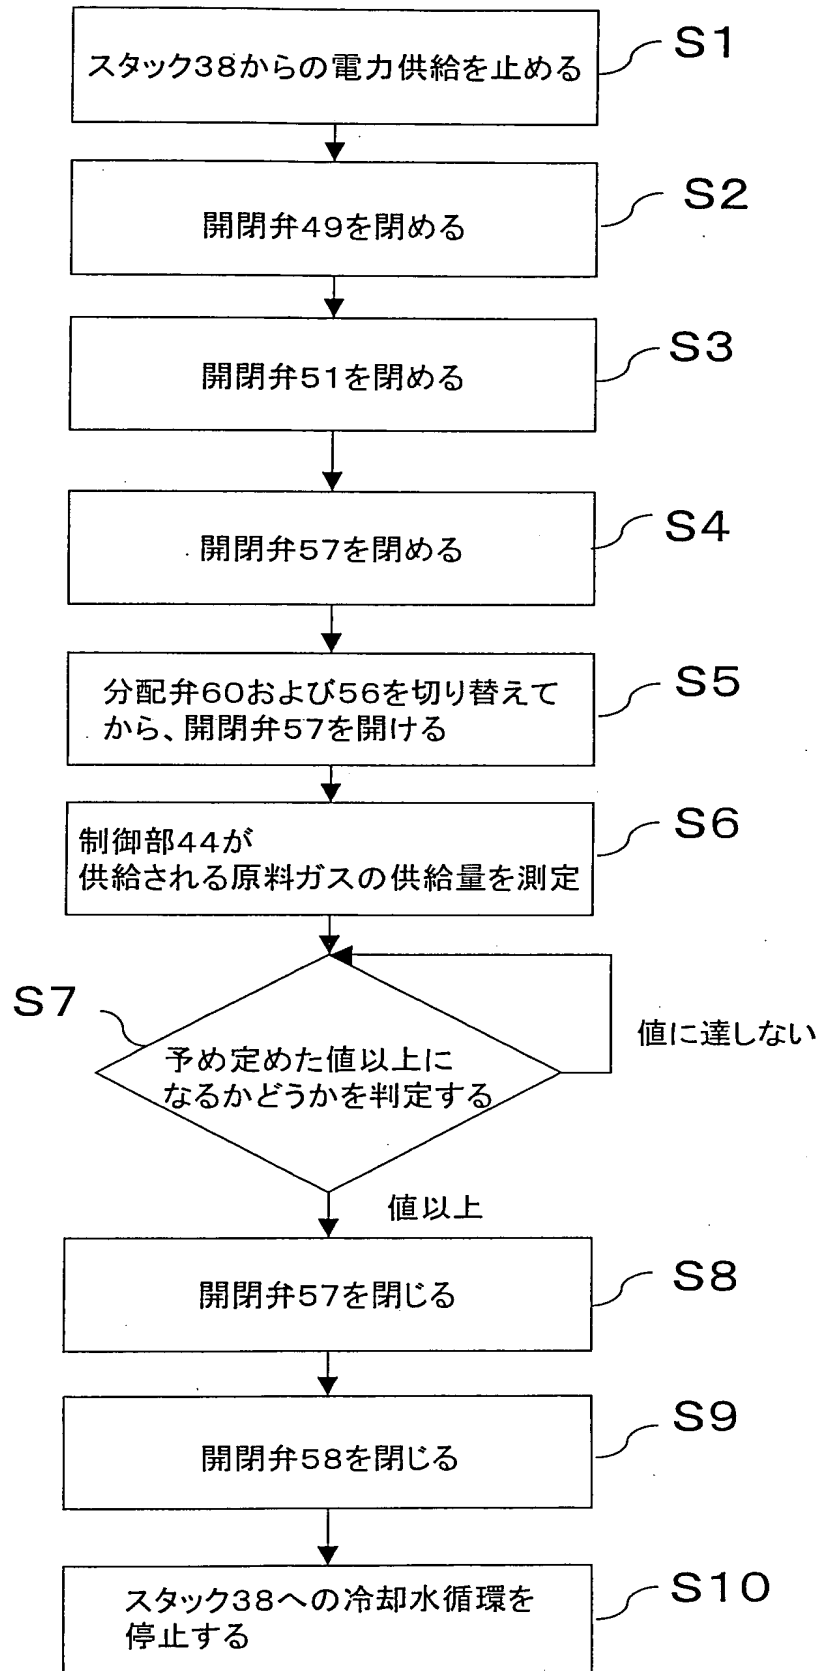 スタック38からの電力供給を止める
S1
開閉弁49を閉める
S2
開閉弁51を閉める
S3
開閉弁57を閉める
S4
分配弁60および56を切り替えて
から、開閉弁57を開ける
S5
制御部44が
供給される原料ガスの供給量を測定
S6
S7
予め定めた値以上に
なるかどうかを判定する
値に達しない
値以上
開閉弁57を閉じる
S8
開閉弁58を閉じる
S9
スタック38への冷却水循環を
停止する
S10